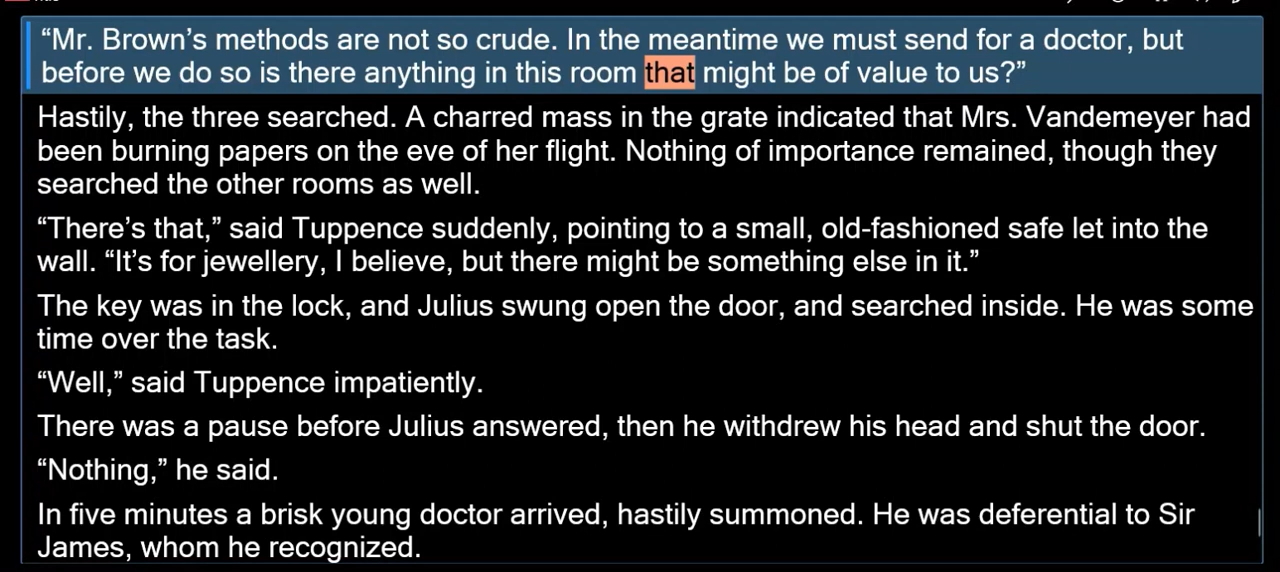 “Mr. Brown’s methods are not so crude. In the meantime we must send for a doctor, but
before we do so is there anything in this room that might be of value to us?”
Hastily, the three searched. A charred mass in the grate indicated that Mrs. Vandemeyer had
been burning papers on the eve of her flight. Nothing of importance remained, though they
searched the other rooms as well.
“There’s that,” said Tuppence suddenly, pointing to a small, old-fashioned safe let into the
wall. “It’s for jewellery, I believe, but there might be something else in it.”
The key was in the lock, and Julius swung open the door, and searched inside. He was some
time over the task.
“Well,” said Tuppence impatiently.
There was a pause before Julius answered, then he withdrew his head and shut the door.
“Nothing,” he said.
In five minutes a brisk young doctor arrived, hastily summoned. He was deferential to Sir
James, whom he recognized.